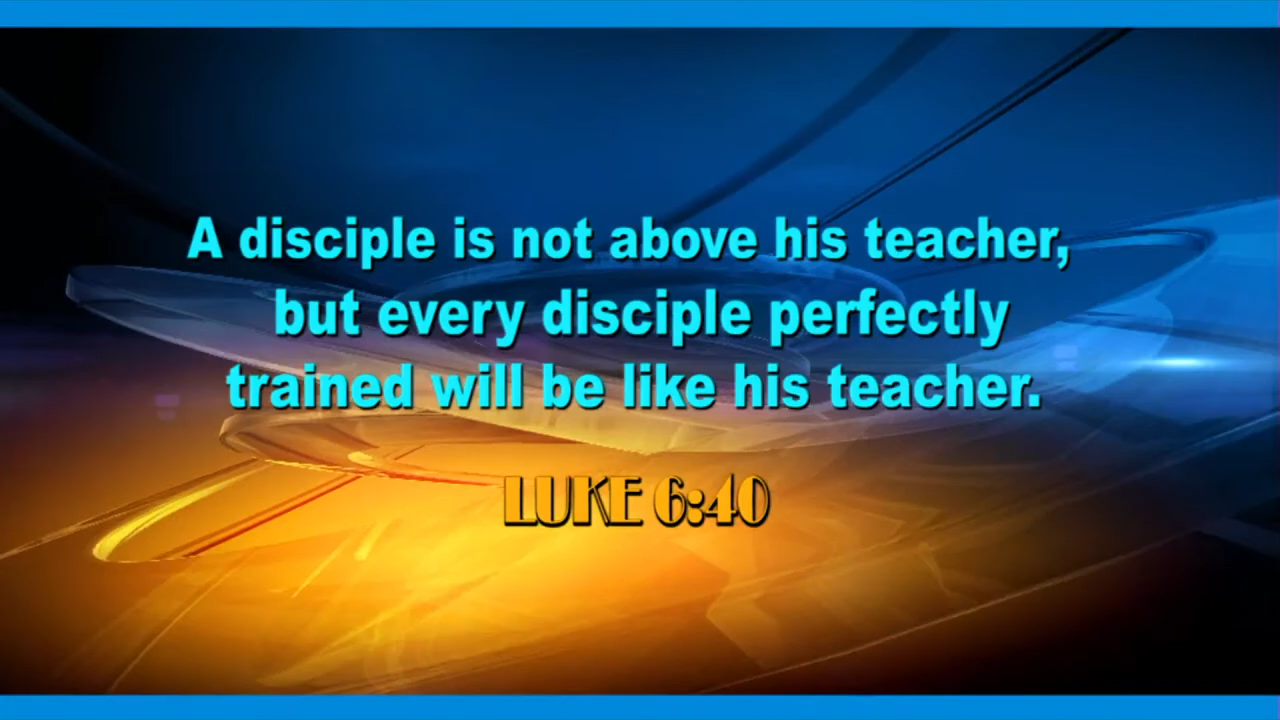 A disciple is not above his teacher,
but every disciple perfectly
trained will be like his teacher.
LUKE 6:40